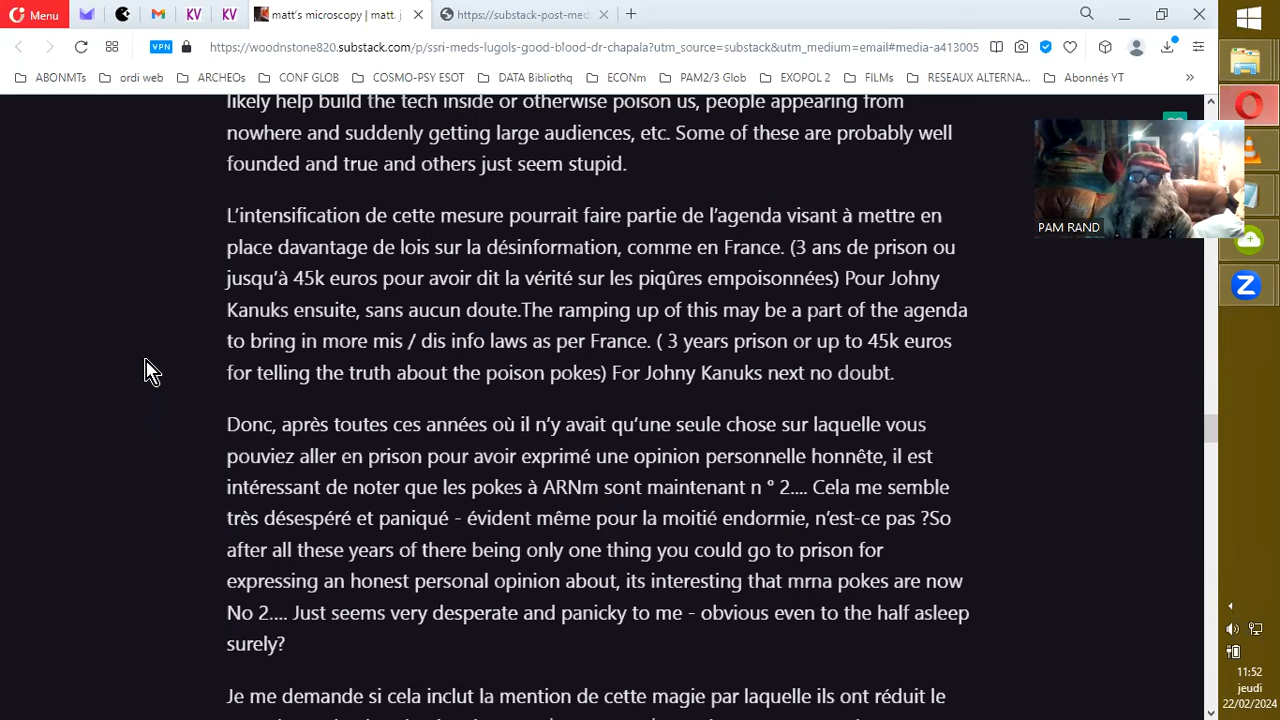 Menu
KV
KV
matt's microscopy | matt. j
https://substack-post-med
VPN
https://woodnstone820.substack.com/p/ssri-meds-lugols-good-blood-dr-chapala?utm_source=substack&utm_medium=email#media-a413005
ABONMTs
ordi web
ARCHEOs
CONF GLOB
COSMO-PSY ESOT
DATA Biblpthq
ECONm
PAM2/3 Glob
EXOPOL 2
FILMs
RESEAUX\ALTERNA...
Abonnés YT
»
likely help build the tech inside or otherwise poison us, people appearing from
nowhere and suddenly getting large audiences, etc. Some of these are probably well
founded and true and others just seem stupid.
L'intensification de cette mesure pourrait faire partie de l'agenda visant à mettre en
place davantage de lois sur la désinformation, comme en France. (3 ans de prison ou
jusqu'à 45k euros pour avoir dit la vérité sur les piqûres empoisonnées) Pour Johny
Kanuks ensuite, sans aucun doute.The ramping up of this may be a part of the agenda
to bring in more mis / dis info laws as per France. ( 3 years prison or up to 45k euros
for telling the truth about the poison pokes) For Johny Kanuks next no doubt.
Donc, après toutes ces années où il n'y avait qu'une seule chose sur laquelle vous
pouviez aller en prison pour avoir exprimé une opinion personnelle honnête, il est
intéressant de noter que les pokes à ARNm sont maintenant n ° 2.... Cela me semble
très désespéré et paniqué - évident même pour la moitié endormie, n'est-ce pas ?So
after all these years of there being only one thing you could go to prison for
expressing an honest personal opinion about, its interesting that mrna pokes are now
No 2.... Just seems very desperate and panicky to me - obvious even to the half asleep
surely?
Je me demande si cela inclut la mention de cette magie par laquelle ils ont réduit le
PAM RAND
11:52
jeudi
22/02/2024